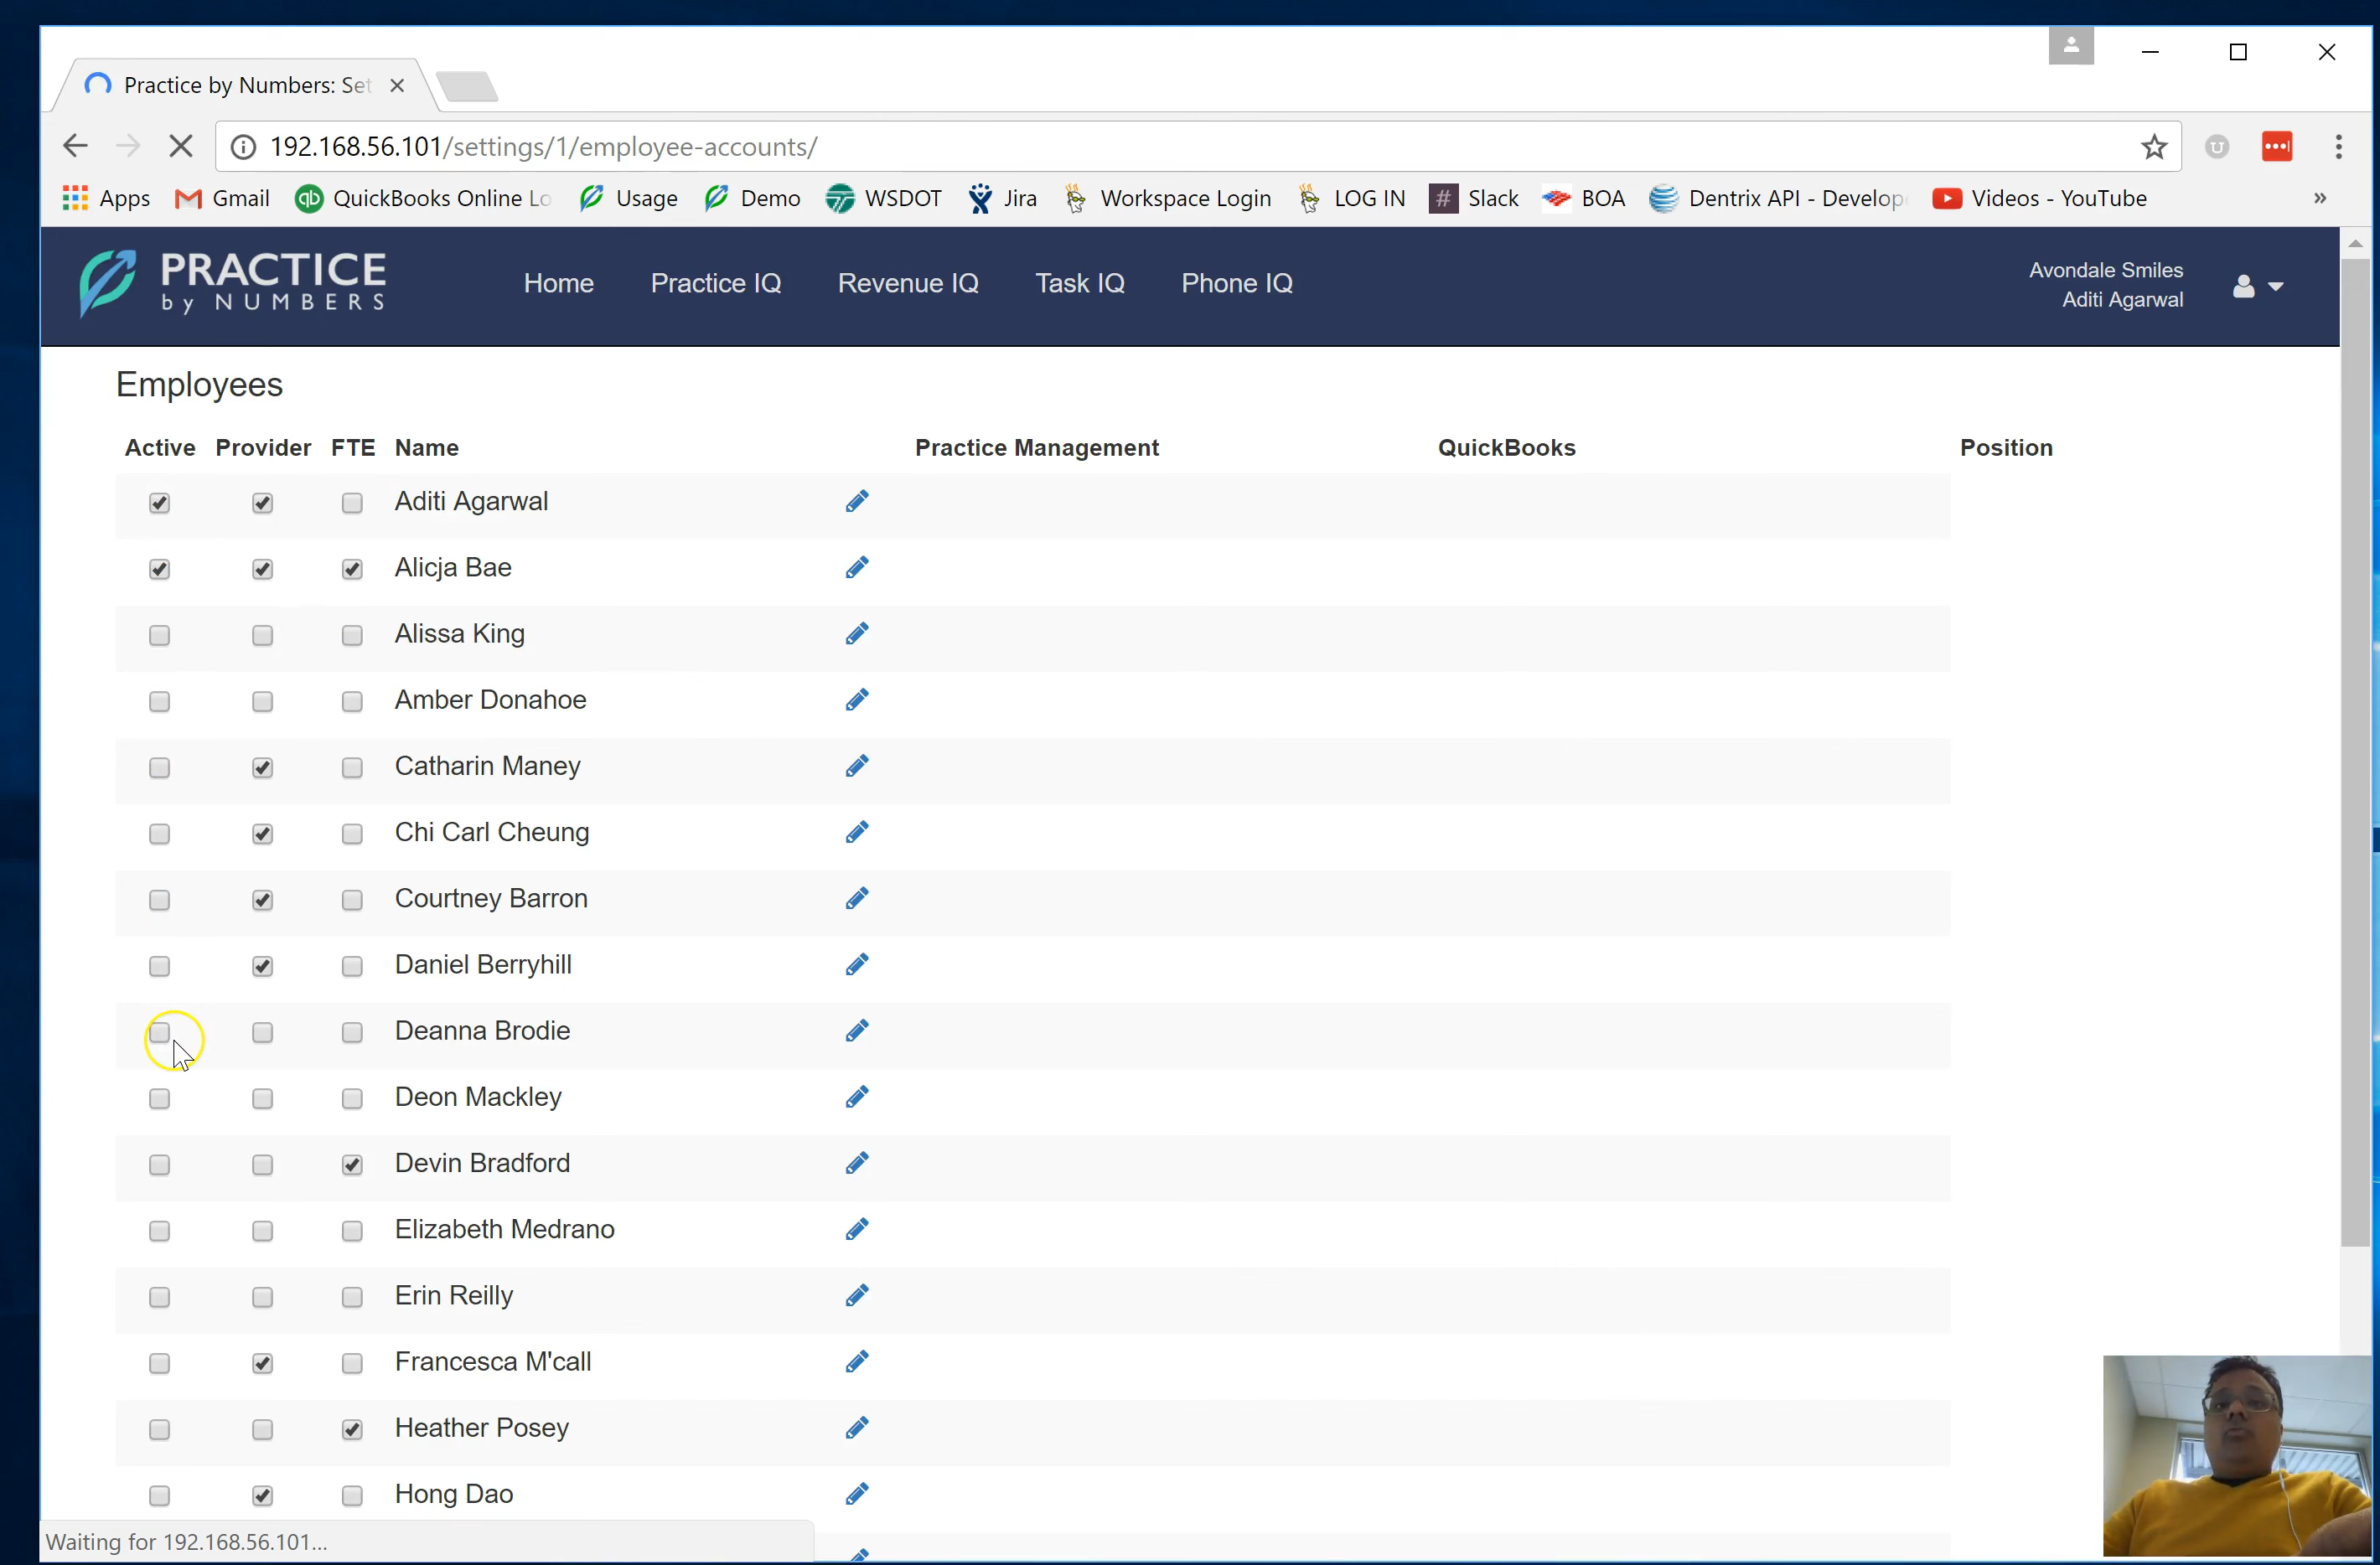 Practice by Numbers: Set
192.168.56.101/settings/1/employee-accounts/
Apps Gmail qb QuickBooks Online Lo Usage Demo WSDOT Jira Workspace Login LOG IN # Slack BOA Dentrix API - Develop Videos - YouTube »
PRACTICE
by NUMBERS
Home Practice IQ Revenue IQ Task IQ Phone IQ
Avondale Smiles
Aditi Agarwal
Employees
Active Provider FTE Name Practice Management QuickBooks Position
Aditi Agarwal
Alicja Bae
Alissa King
Amber Donahoe
Catharin Maney
Chi Carl Cheung
Courtney Barron
Daniel Berryhill
Deanna Brodie
Deon Mackley
Devin Bradford
Elizabeth Medrano
Erin Reilly
Francesca M'call
Heather Posey
Hong Dao
Waiting for 192.168.56.101...